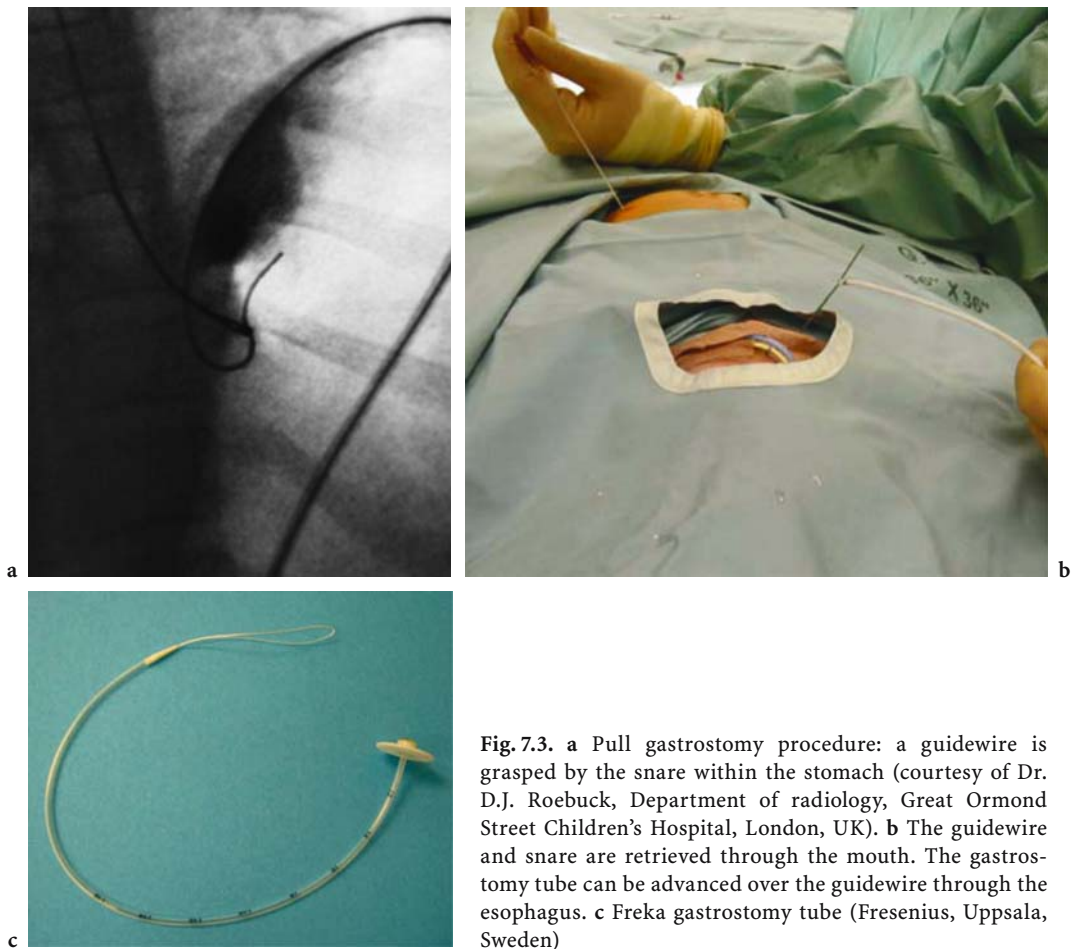 a
b
c
36" X 36"
Fig. 7.3. a Pull gastrostomy procedure: a guidewire is
grasped by the snare within the stomach (courtesy of Dr.
D.J. Roebuck, Department of radiology, Great Ormond
Street Children's Hospital, London, UK). b The guidewire
and snare are retrieved through the mouth. The gastros-
tomy tube can be advanced over the guidewire through the
esophagus. c Freka gastrostomy tube (Fresenius, Uppsala,
Sweden)